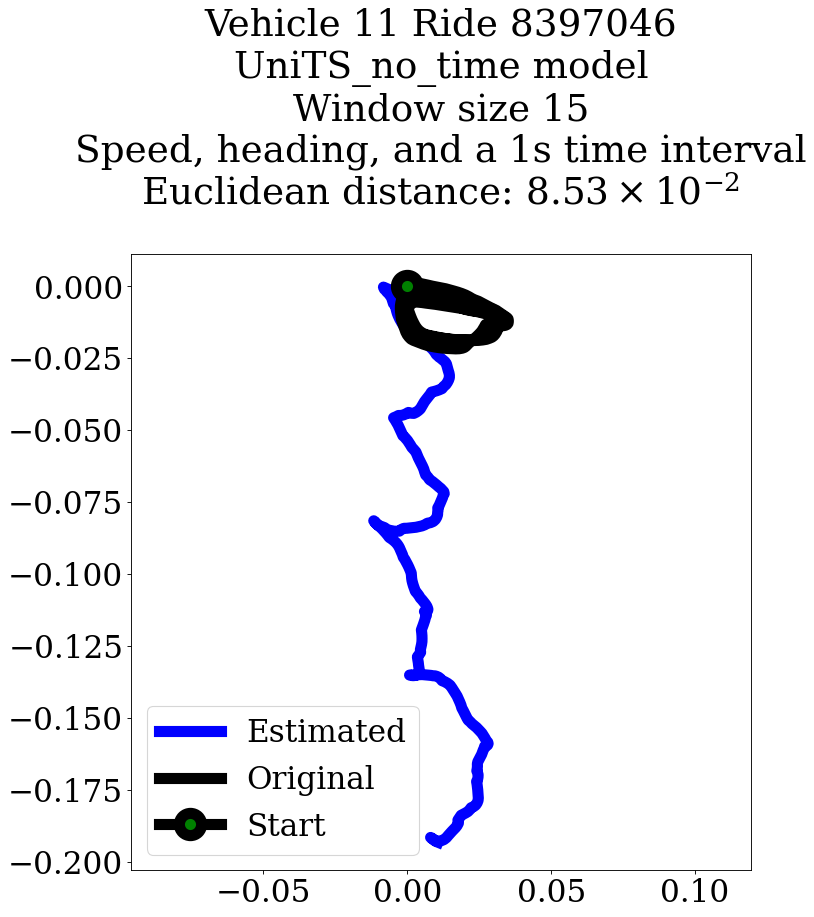 Vehicle 11 Ride 8397046
UniTS_no_time model
Window size 15
Speed, heading, and a 1s time interval
Euclidean distance: 8.53 × 10⁻²
0.000
−0.025
−0.050
−0.075
−0.100
−0.125
−0.150
−0.175
−0.200
Estimated
Original
Start
−0.05 0.00 0.05 0.10